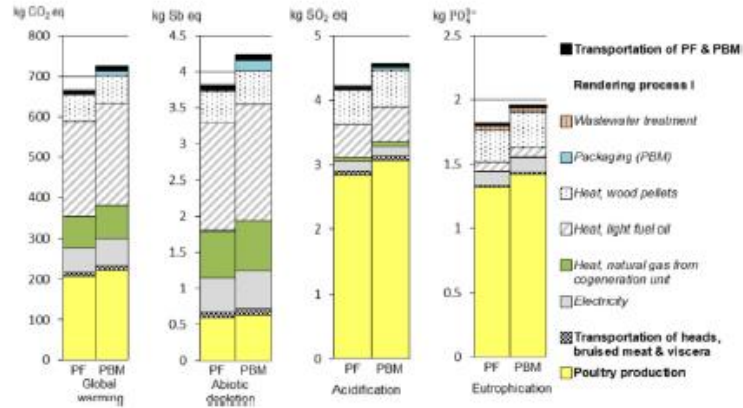 kg CO₂ eq
800
700
600
500
400
300
200
100
0
PF PBM
Global
warming
kg Sb eq
4.5
4
3.5
3
2.5
2
1.5
1
0.5
0
PF PBM
Abiotic
depletion
kg SO₂ eq
5
4
3
2
1
0
PF PBM
Acidification
kg PO₄³⁻
2.5
2
1.5
1
0.5
0
PF PBM
Eutrophication
Transportation of PF & PBM
Rendering process I
Wastewater treatment
Packaging (PBM)
Heat, wood pellets
Heat, light fuel oil
Heat, natural gas from
cogeneration unit
Electricity
Transportation of heads,
bruised meat & viscera
Poultry production